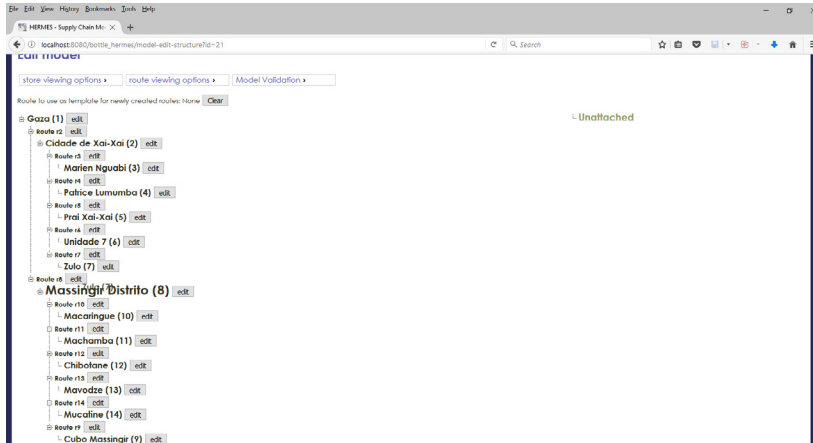 File Edit View History Bookmarks Tools Help
HERMES - Supply Chain Mo
localhost:8080/bottle_hermes/model-edit-structure?id=21
Search
Edit model
store viewing options
route viewing options
Model Validation
Route to use as template for newly created routes: None Clear
Gaza (1) edit
Unattached
Route r2 edit
Cidade de Xai-Xai (2) edit
Route r3 edit
Marien Nguabi (3) edit
Route r4 edit
Patrice Lumumba (4) edit
Route r5 edit
Prai Xai-Xai (5) edit
Route r6 edit
Unidade 7 (6) edit
Route r7 edit
Zulo (7) edit
Route r8 edit
Zulo (7)
Massingir Distrito (8) edit
Route r10 edit
Macaringue (10) edit
Route r11 edit
Machamba (11) edit
Route r12 edit
Chibotane (12) edit
Route r13 edit
Mavodze (13) edit
Route r14 edit
Mucatine (14) edit
Route r9 edit
Cubo Massingir (9) edit